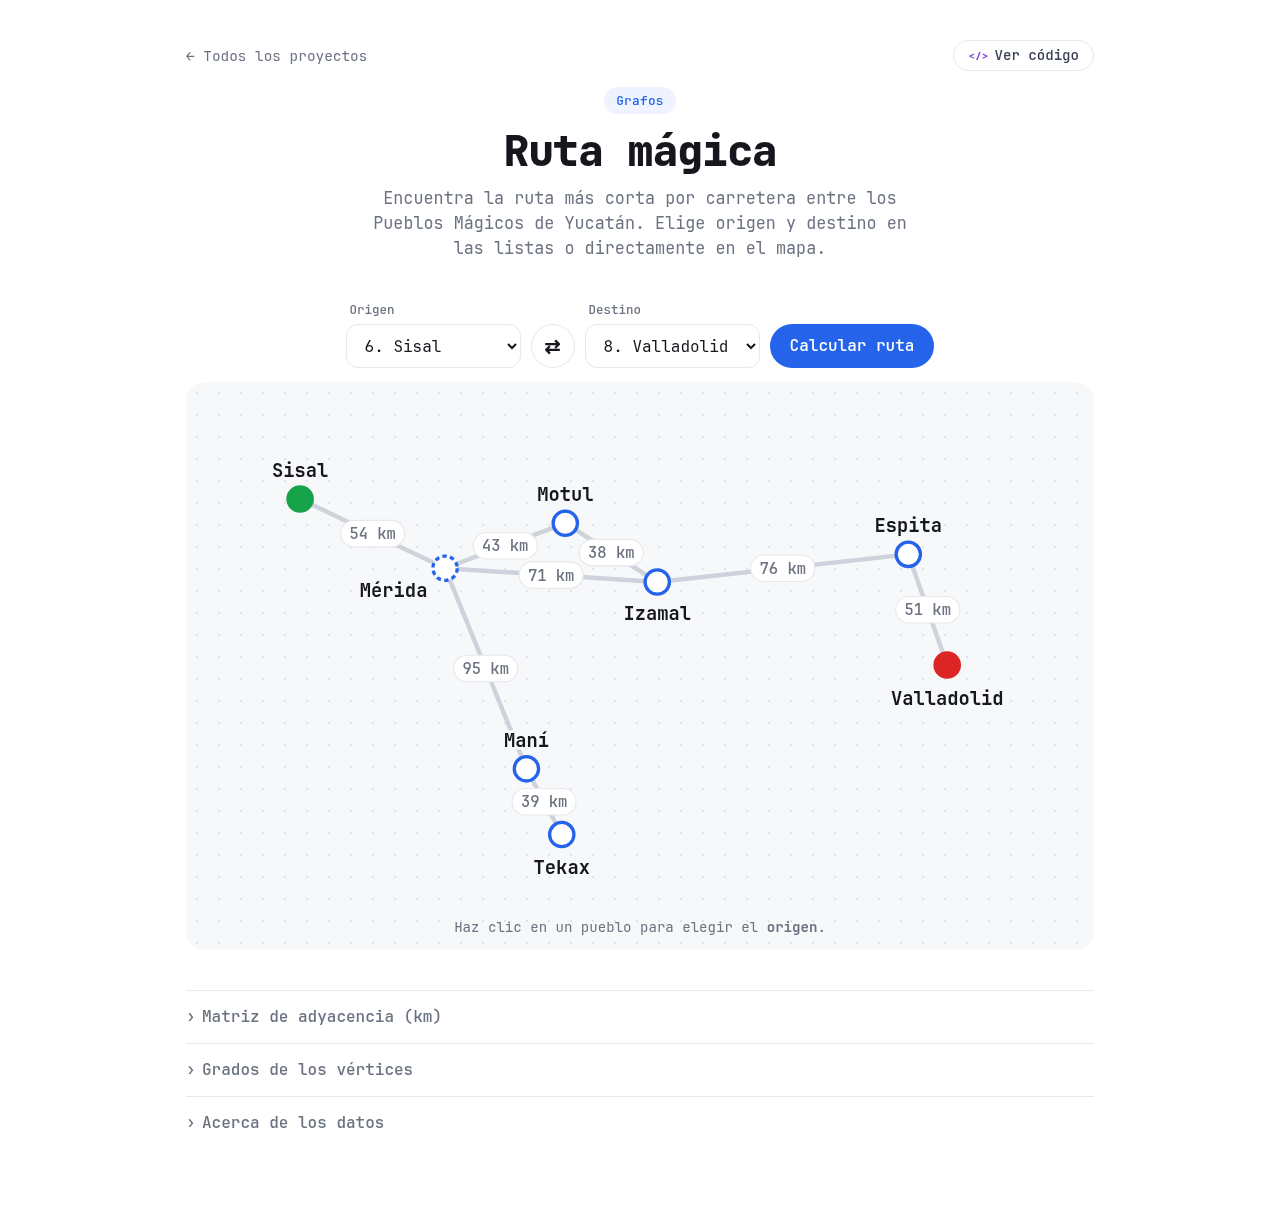 ← Todos los proyectos
</> Ver código
Grafos
Ruta mágica
Encuentra la ruta más corta por carretera entre los
Pueblos Mágicos de Yucatán. Elige origen y destino en
las listas o directamente en el mapa.
Origen
Destino
6. Sisal
⇄
8. Valladolid
Calcular ruta
Sisal
Motul
Espita
54 km
43 km
38 km
76 km
71 km
Mérida
Izamal
51 km
95 km
Valladolid
Maní
39 km
Tekax
Haz clic en un pueblo para elegir el origen.
› Matriz de adyacencia (km)
› Grados de los vértices
› Acerca de los datos